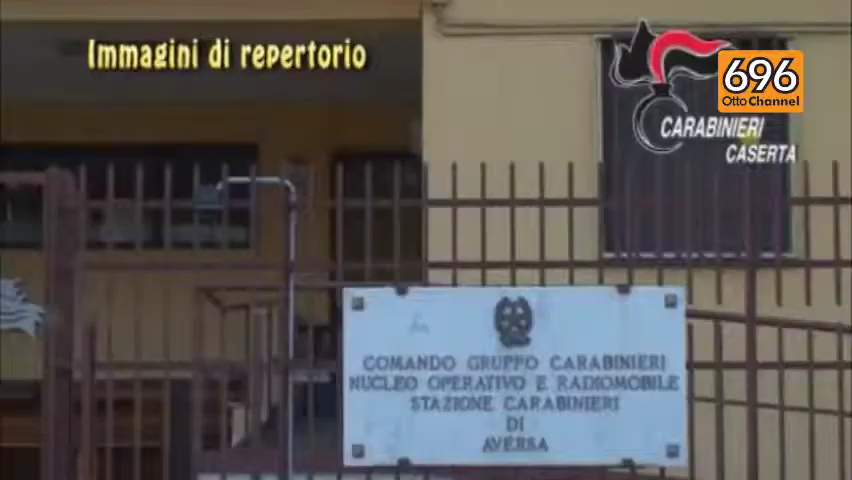 Immagini di repertorio
696
Otto Channel
CARABINIERI
CASERTA
COMANDO GRUPPO CARABINIERI
NUCLEO OPERATIVO E RADIOMOBILE
STAZIONE CARABINIERI
DI
AVERSA